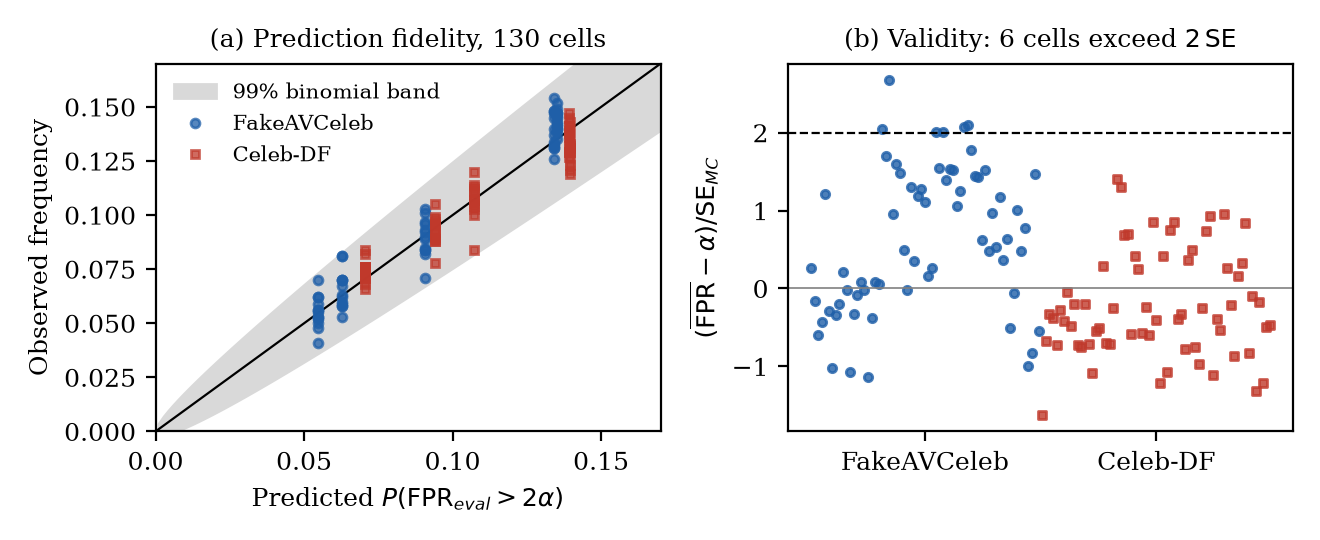 (a) Prediction fidelity, 130 cells
99% binomial band
FakeAVCeleb
Celeb-DF
Observed frequency
0.150
0.125
0.100
0.075
0.050
0.025
0.000
0.00 0.05 0.10 0.15
Predicted P(FPR_eval > 2α)
(b) Validity: 6 cells exceed 2 SE
(F̅P̅R̅ − α)/SE_MC
2
1
0
−1
FakeAVCeleb Celeb-DF